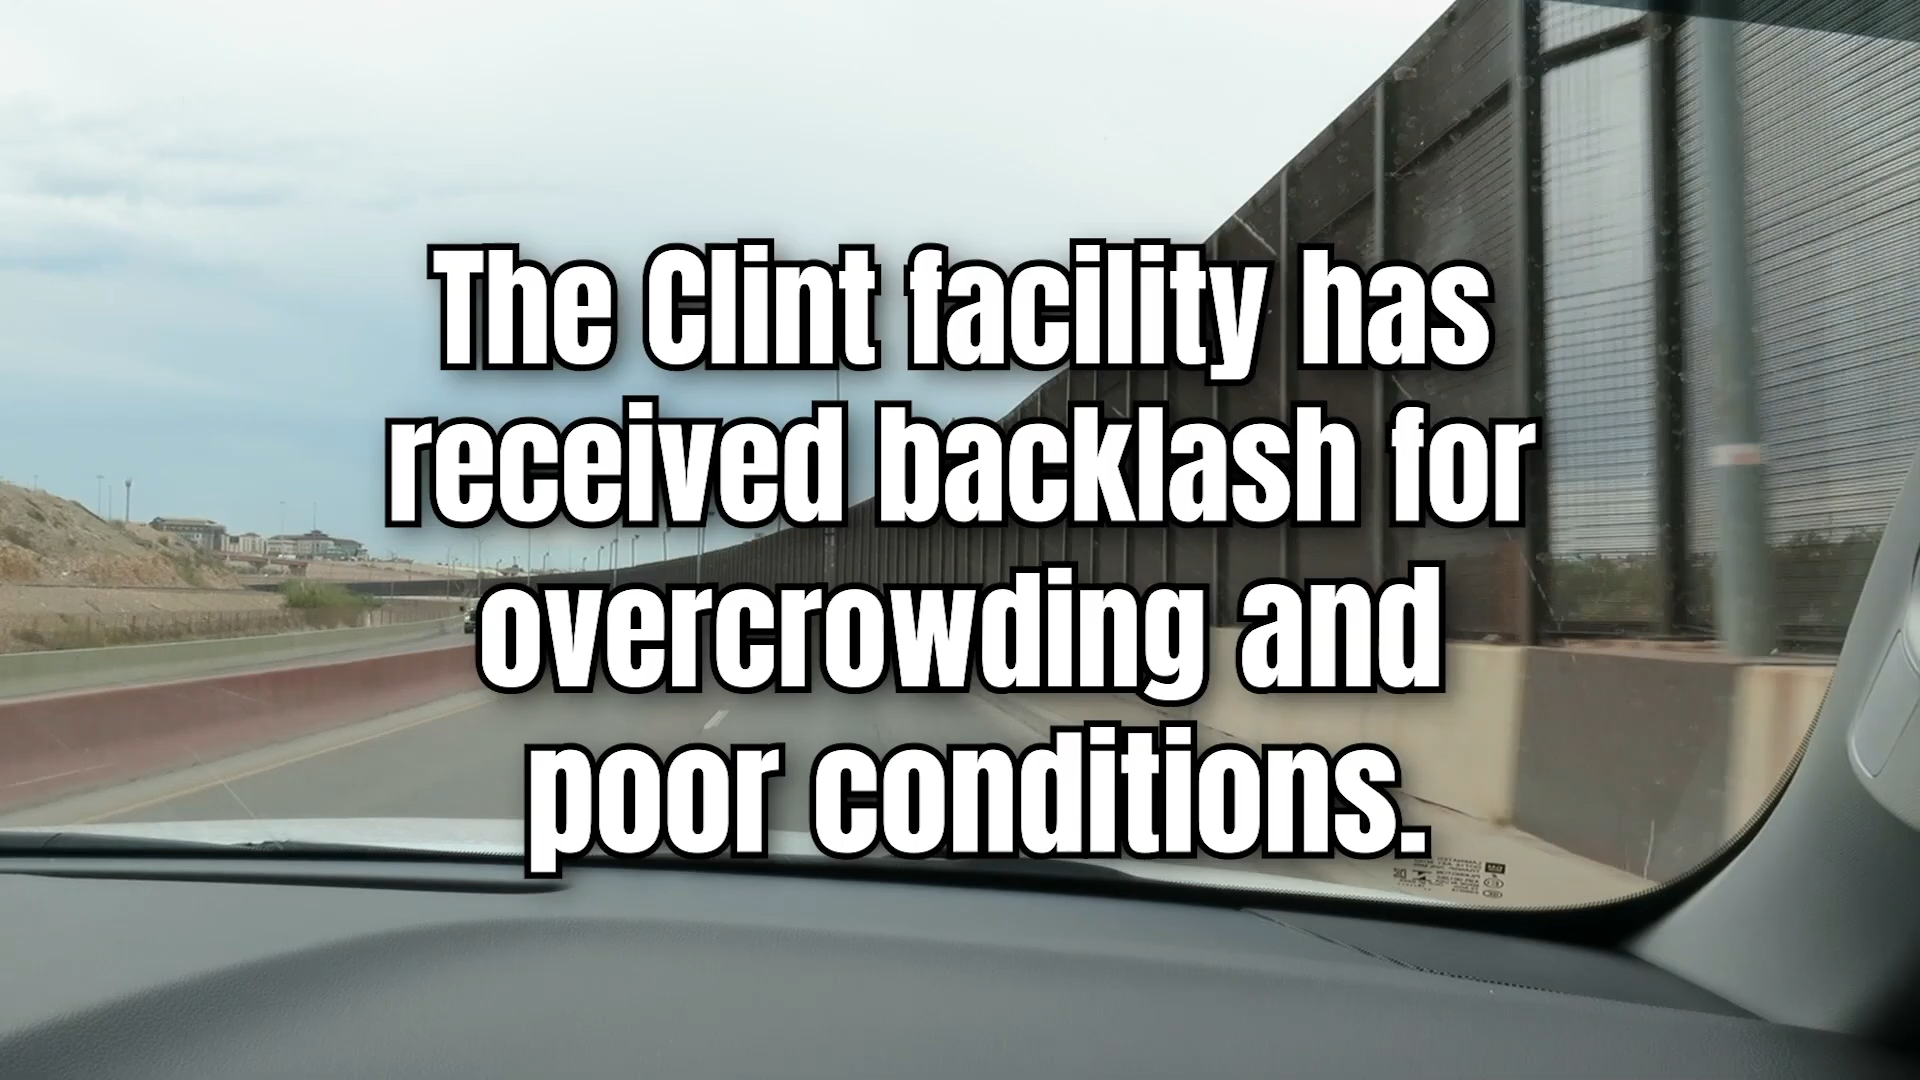 The Clint facility has
received backlash for
overcrowding and
poor conditions.